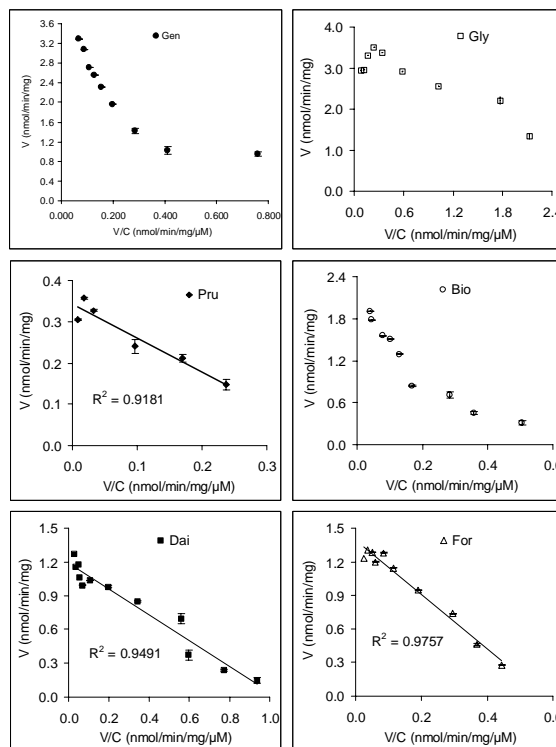 Gen
V (nmol/min/mg)
3.6
3.0
2.4
1.8
1.2
0.6
0.0
0.000 0.200 0.400 0.600 0.800
V/C (nmol/min/mg/μM)
Gly
V (nmol/min/mg)
5.0
4.0
3.0
2.0
1.0
0.0
0.0 0.6 1.2 1.8 2.4
V/C (nmol/min/mg/μM)
Pru
V (nmol/min/mg)
0.4
0.3
0.2
0.1
0.0
R² = 0.9181
0.0 0.1 0.2 0.3
V/C (nmol/min/mg/μM)
Bio
V (nmol/min/mg)
2.4
1.8
1.2
0.6
0.0
0.0 0.2 0.4 0.6
V/C (nmol/min/mg/μM)
Dai
V (nmol/min/mg)
1.5
1.2
0.9
0.6
0.3
0.0
R² = 0.9491
0.0 0.2 0.4 0.6 0.8 1.0
V/C (nmol/min/mg/μM)
For
V (nmol/min/mg)
1.5
1.2
0.9
0.6
0.3
0.0
R² = 0.9757
0.0 0.2 0.4 0.6
V/C (nmol/min/mg/μM)